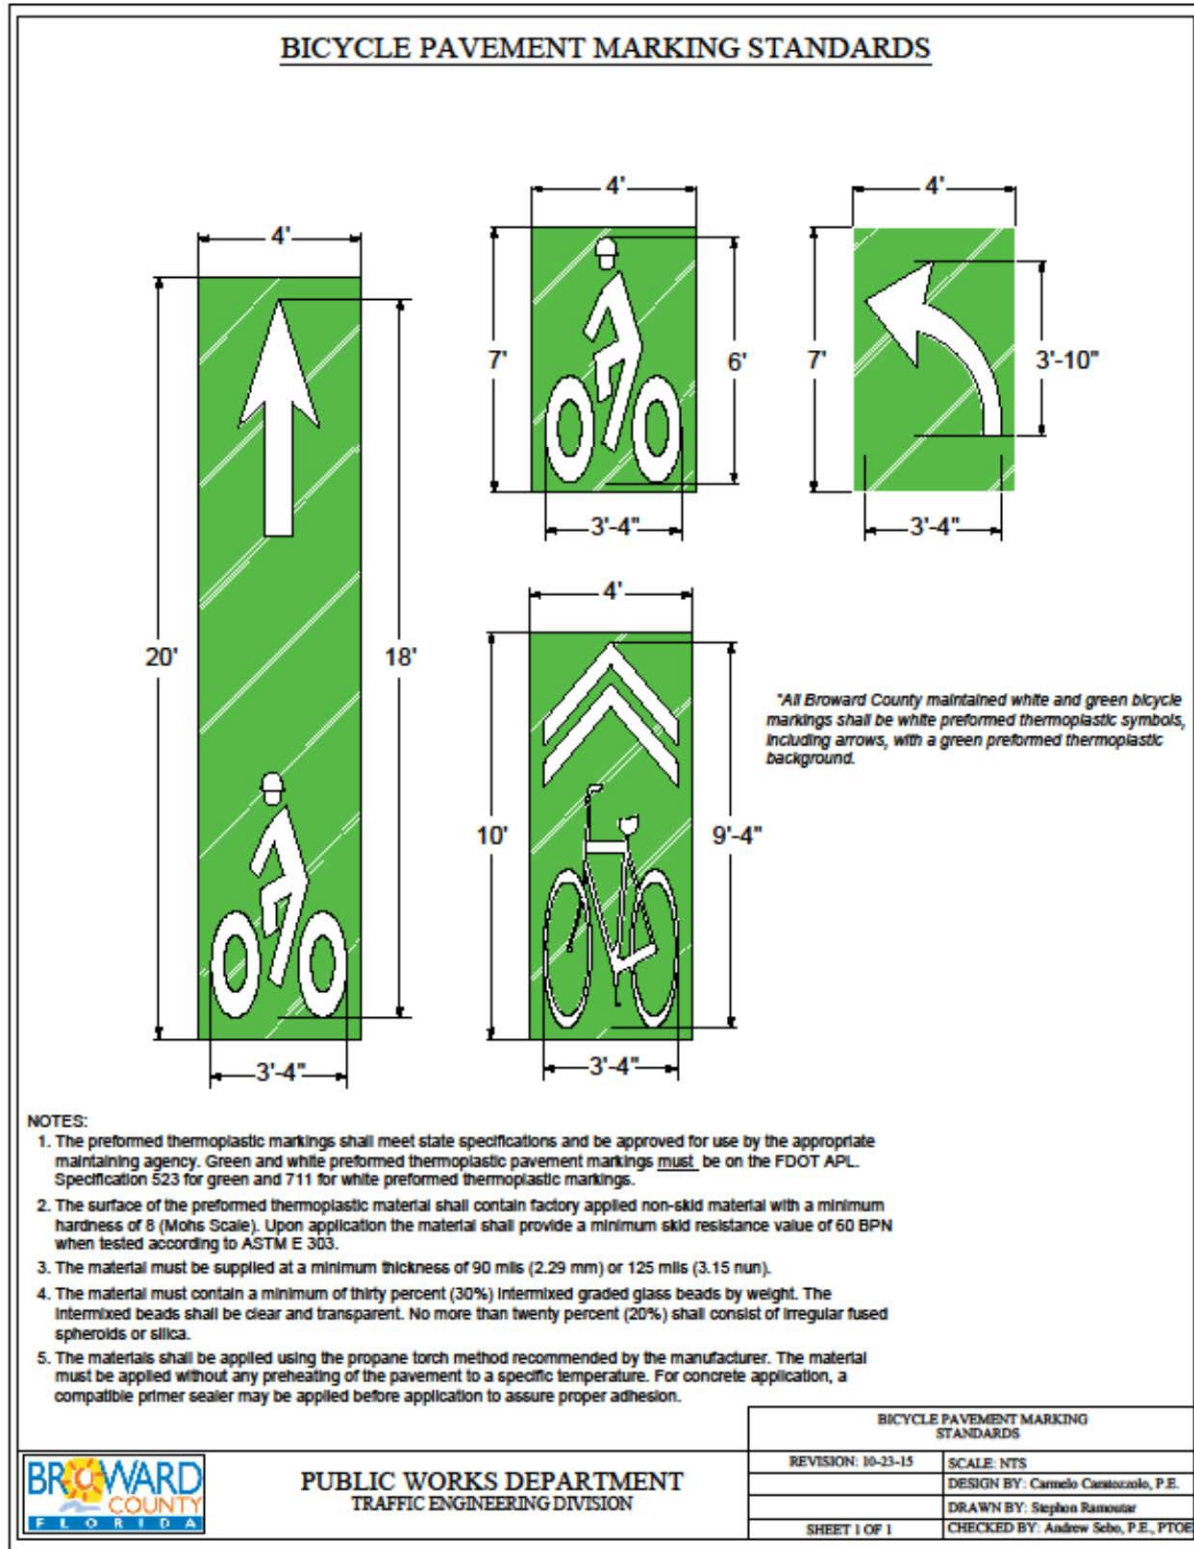 BICYCLE PAVEMENT MARKING STANDARDS
4'
4'
4'
7'
6'
7'
3'-10"
3'-4"
3'-4"
4'
20'
18'
10'
9'-4"
3'-4"
3'-4"
"All Broward County maintained white and green bicycle
markings shall be white preformed thermoplastic symbols,
including arrows, with a green preformed thermoplastic
background.
NOTES:
1. The preformed thermoplastic markings shall meet state specifications and be approved for use by the appropriate
maintaining agency. Green and white preformed thermoplastic pavement markings must be on the FDOT APL.
Specification 523 for green and 711 for white preformed thermoplastic markings.
2. The surface of the preformed thermoplastic material shall contain factory applied non-skid material with a minimum
hardness of 8 (Mohs Scale). Upon application the material shall provide a minimum skid resistance value of 60 BPN
when tested according to ASTM E 303.
3. The material must be supplied at a minimum thickness of 90 mils (2.29 mm) or 125 mils (3.15 nun).
4. The material must contain a minimum of thirty percent (30%) intermixed graded glass beads by weight. The
intermixed beads shall be clear and transparent. No more than twenty percent (20%) shall consist of irregular fused
spheroids or silica.
5. The materials shall be applied using the propane torch method recommended by the manufacturer. The material
must be applied without any preheating of the pavement to a specific temperature. For concrete application, a
compatible primer sealer may be applied before application to assure proper adhesion.
BROWARD
COUNTY
FLORIDA
PUBLIC WORKS DEPARTMENT
TRAFFIC ENGINEERING DIVISION
BICYCLE PAVEMENT MARKING
STANDARDS
REVISION: 10-23-15
SCALE: NTS
DESIGN BY: Carmelo Caratozzolo, P.E.
DRAWN BY: Stephon Ramoutar
SHEET 1 OF 1
CHECKED BY: Andrew Sebo, P.E., PTOE